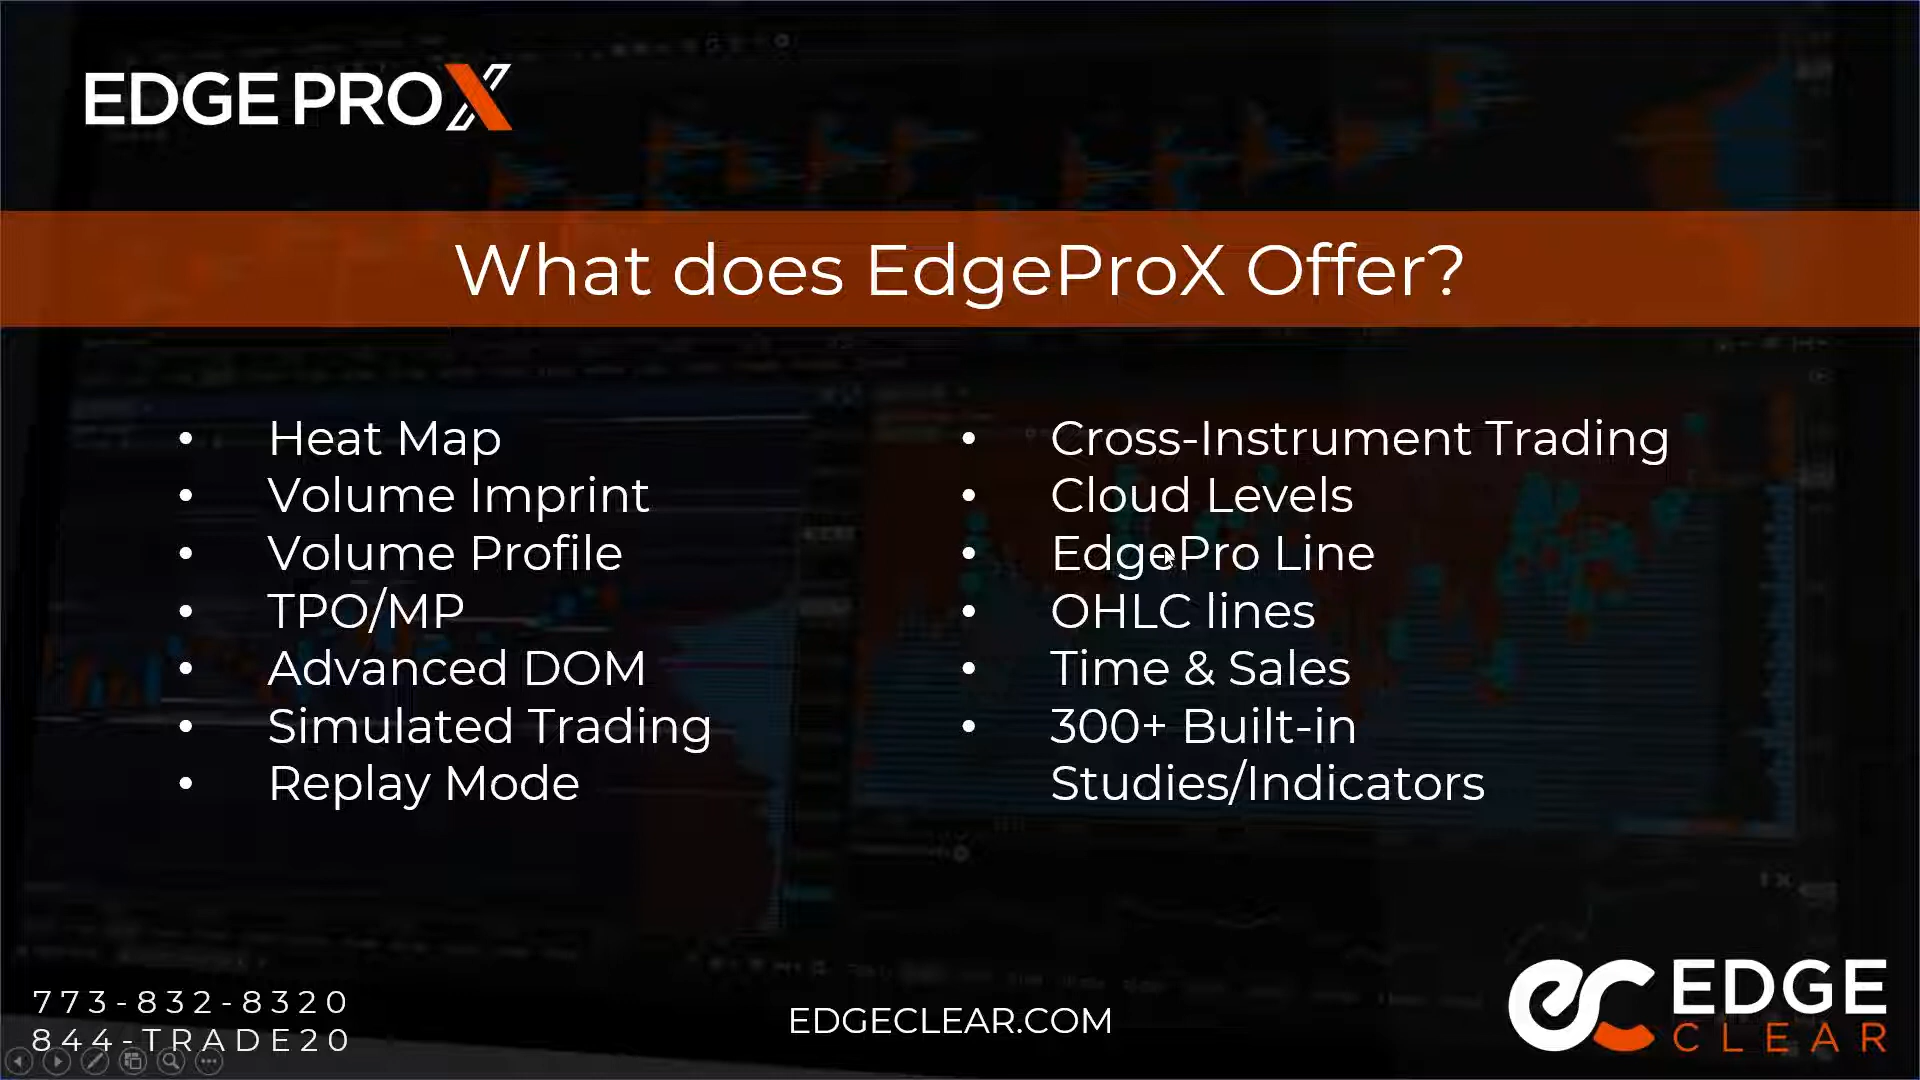 EDGE PRO X
What does EdgeProX Offer?
• Heat Map
• Volume Imprint
• Volume Profile
• TPO/MP
• Advanced DOM
• Simulated Trading
• Replay Mode
• Cross-Instrument Trading
• Cloud Levels
• EdgePro Line
• OHLC lines
• Time & Sales
• 300+ Built-in
Studies/Indicators
773-832-8320
844-TRADE20
EDGECLEAR.COM
ec EDGE
CLEAR